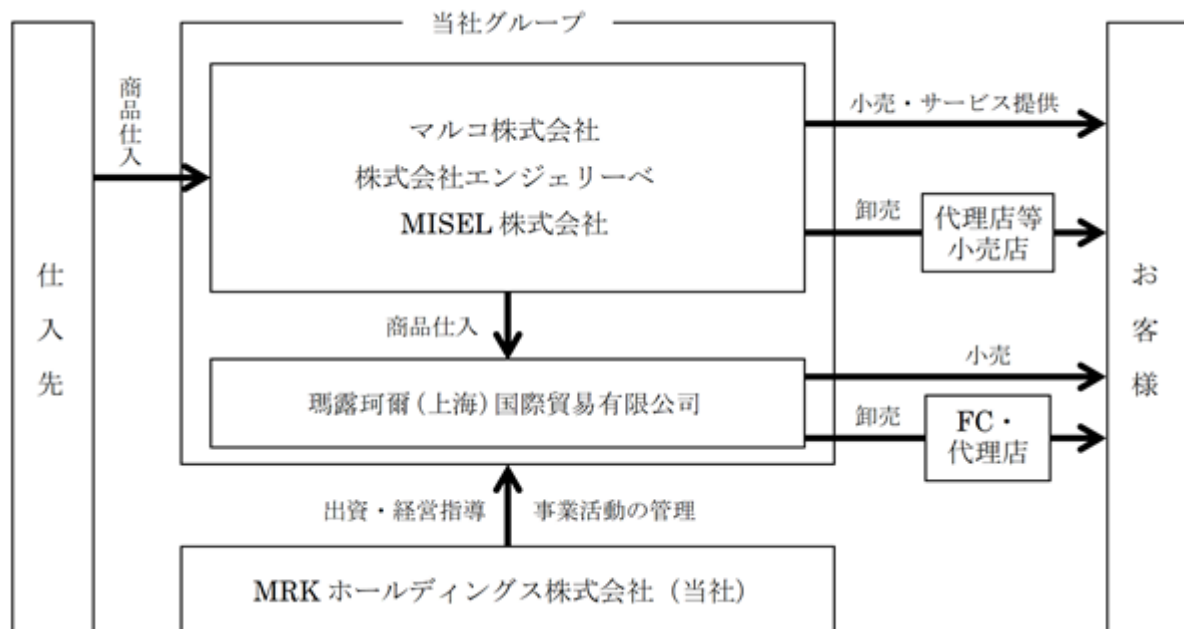 当社グループ
仕入先
商品仕入
マルコ株式会社
株式会社エンジェリーベ
MISEL 株式会社
小売・サービス提供
卸売
代理店等
小売店
お客様
商品仕入
瑪露珂爾(上海)国際貿易有限公司
小売
卸売
FC・
代理店
出資・経営指導
事業活動の管理
MRK ホールディングス株式会社(当社)